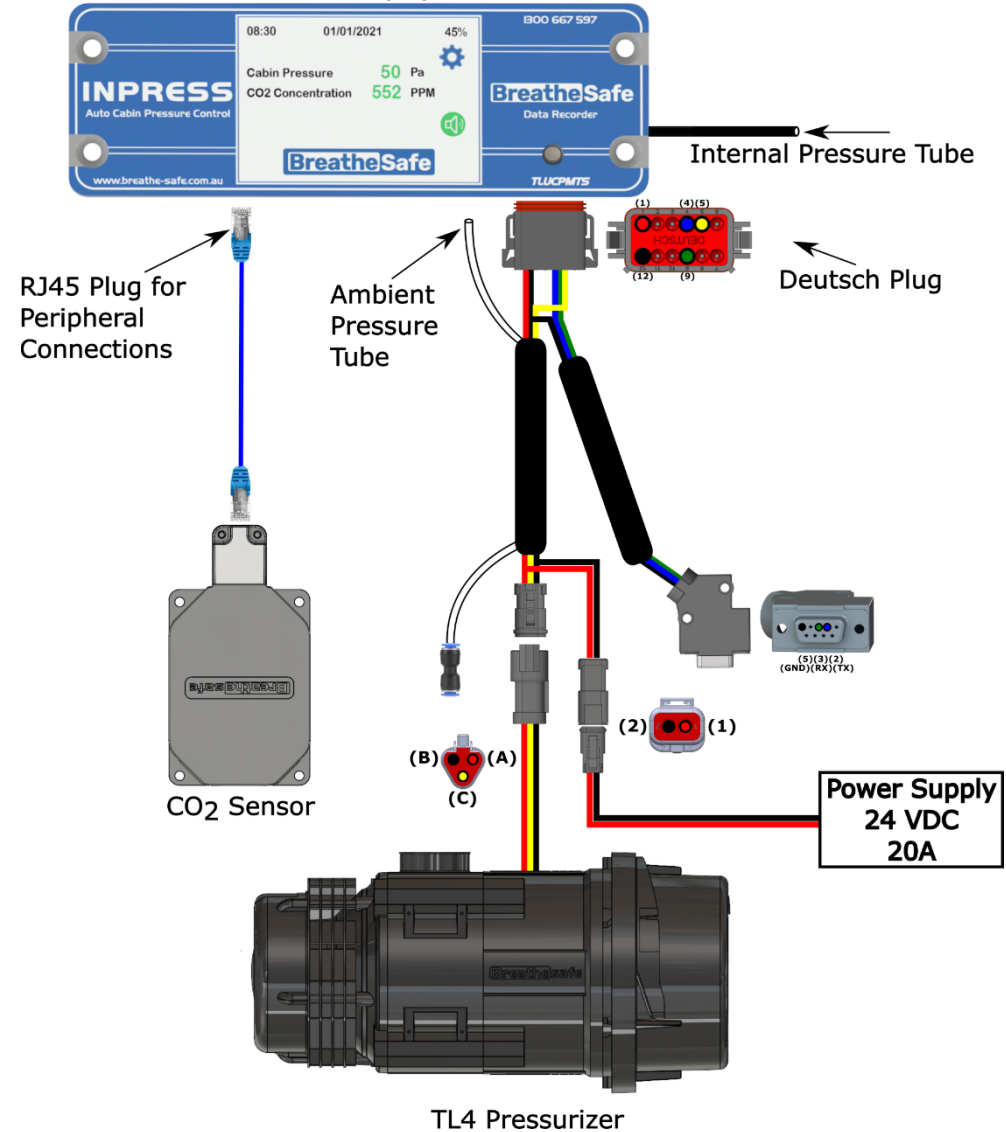 1300 667 597
08:30 01/01/2021 45%
Cabin Pressure 50 Pa
CO2 Concentration 552 PPM
INPRESS
Auto Cabin Pressure Control
BreatheSafe
Data Recorder
BreatheSafe
www.breathe-safe.com.au
TLUCPMTS
Internal Pressure Tube
(1) (4)(5)
DEUTSCH
(12) (9)
Deutsch Plug
RJ45 Plug for
Peripheral
Connections
Ambient
Pressure
Tube
(5)(3)(2)
(GND)(RX)(TX)
Breathesafe
(2) (1)
(B) (A)
(C)
CO2 Sensor
Power Supply
24 VDC
20A
Breathesafe
TL4 Pressurizer